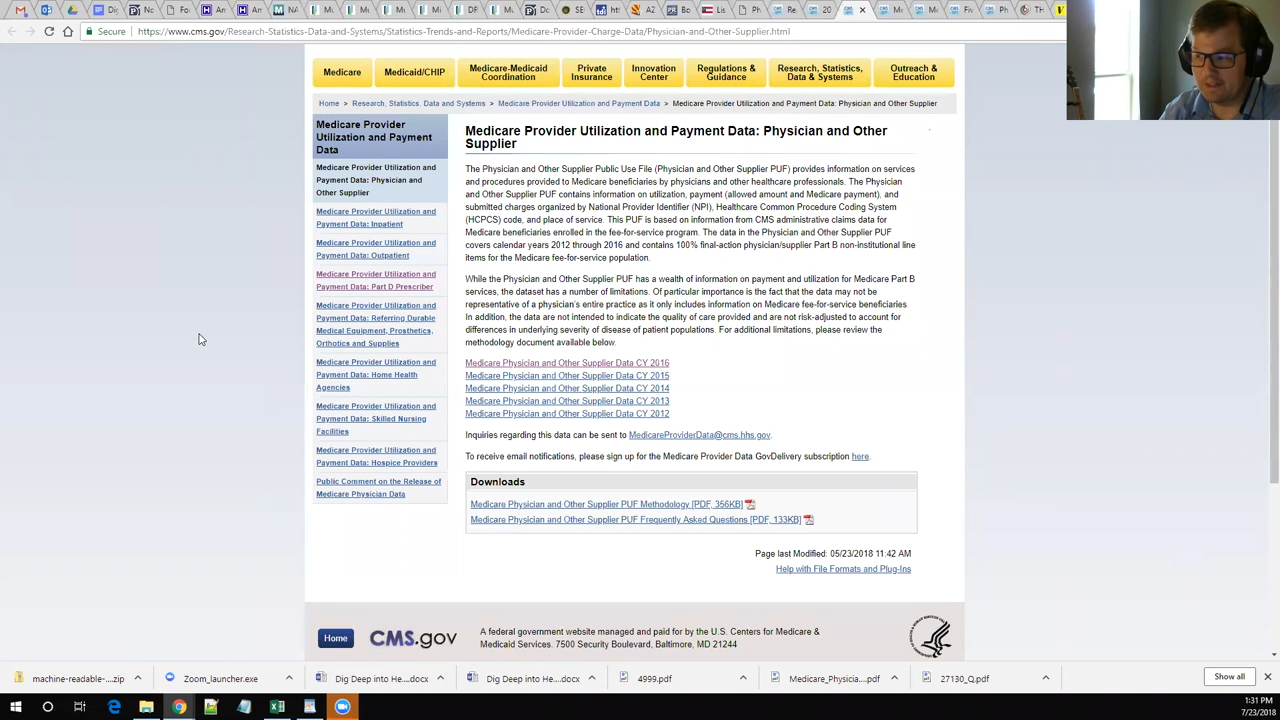 Secure https://www.cms.gov/Research-Statistics-Data-and-Systems/Statistics-Trends-and-Reports/Medicare-Provider-Charge-Data/Physician-and-Other-Supplier.html
Medicare
Medicaid/CHIP
Medicare-Medicaid
Coordination
Private
Insurance
Innovation
Center
Regulations &
Guidance
Research, Statistics,
Data & Systems
Outreach &
Education
Home > Research, Statistics, Data and Systems > Medicare Provider Utilization and Payment Data > Medicare Provider Utilization and Payment Data: Physician and Other Supplier
Medicare Provider
Utilization and Payment
Data
Medicare Provider Utilization and
Payment Data: Physician and
Other Supplier
Medicare Provider Utilization and
Payment Data: Inpatient
Medicare Provider Utilization and
Payment Data: Outpatient
Medicare Provider Utilization and
Payment Data: Part D Prescriber
Medicare Provider Utilization and
Payment Data: Referring Durable
Medical Equipment, Prosthetics,
Orthotics and Supplies
Medicare Provider Utilization and
Payment Data: Home Health
Agencies
Medicare Provider Utilization and
Payment Data: Skilled Nursing
Facilities
Medicare Provider Utilization and
Payment Data: Hospice Providers
Public Comment on the Release of
Medicare Physician Data
Medicare Provider Utilization and Payment Data: Physician and Other
Supplier
The Physician and Other Supplier Public Use File (Physician and Other Supplier PUF) provides information on services
and procedures provided to Medicare beneficiaries by physicians and other healthcare professionals. The Physician
and Other Supplier PUF contains information on utilization, payment (allowed amount and Medicare payment), and
submitted charges organized by National Provider Identifier (NPI), Healthcare Common Procedure Coding System
(HCPCS) code, and place of service. This PUF is based on information from CMS administrative claims data for
Medicare beneficiaries enrolled in the fee-for-service program. The data in the Physician and Other Supplier PUF
covers calendar years 2012 through 2016 and contains 100% final-action physician/supplier Part B non-institutional line
items for the Medicare fee-for-service population.
While the Physician and Other Supplier PUF has a wealth of information on payment and utilization for Medicare Part B
services, the dataset has a number of limitations. Of particular importance is the fact that the data may not be
representative of a physician's entire practice as it only includes information on Medicare fee-for-service beneficiaries.
In addition, the data are not intended to indicate the quality of care provided and are not risk-adjusted to account for
differences in underlying severity of disease of patient populations. For additional limitations, please review the
methodology document available below.
Medicare Physician and Other Supplier Data CY 2016
Medicare Physician and Other Supplier Data CY 2015
Medicare Physician and Other Supplier Data CY 2014
Medicare Physician and Other Supplier Data CY 2013
Medicare Physician and Other Supplier Data CY 2012
Inquiries regarding this data can be sent to MedicareProviderData@cms.hhs.gov.
To receive email notifications, please sign up for the Medicare Provider Data GovDelivery subscription here.
Downloads
Medicare Physician and Other Supplier PUF Methodology [PDF, 356KB]
Medicare Physician and Other Supplier PUF Frequently Asked Questions [PDF, 133KB]
Page last Modified: 05/23/2018 11:42 AM
Help with File Formats and Plug-Ins
Home
CMS.gov
A federal government website managed and paid for by the U.S. Centers for Medicare &
Medicaid Services. 7500 Security Boulevard, Baltimore, MD 21244
machine-readable-....zip
Zoom_launcher.exe
Dig Deep into He....docx
Dig Deep into He....docx
4999.pdf
Medicare_Physicia....pdf
27130_Q.pdf
Show all
1:31 PM
7/23/2018